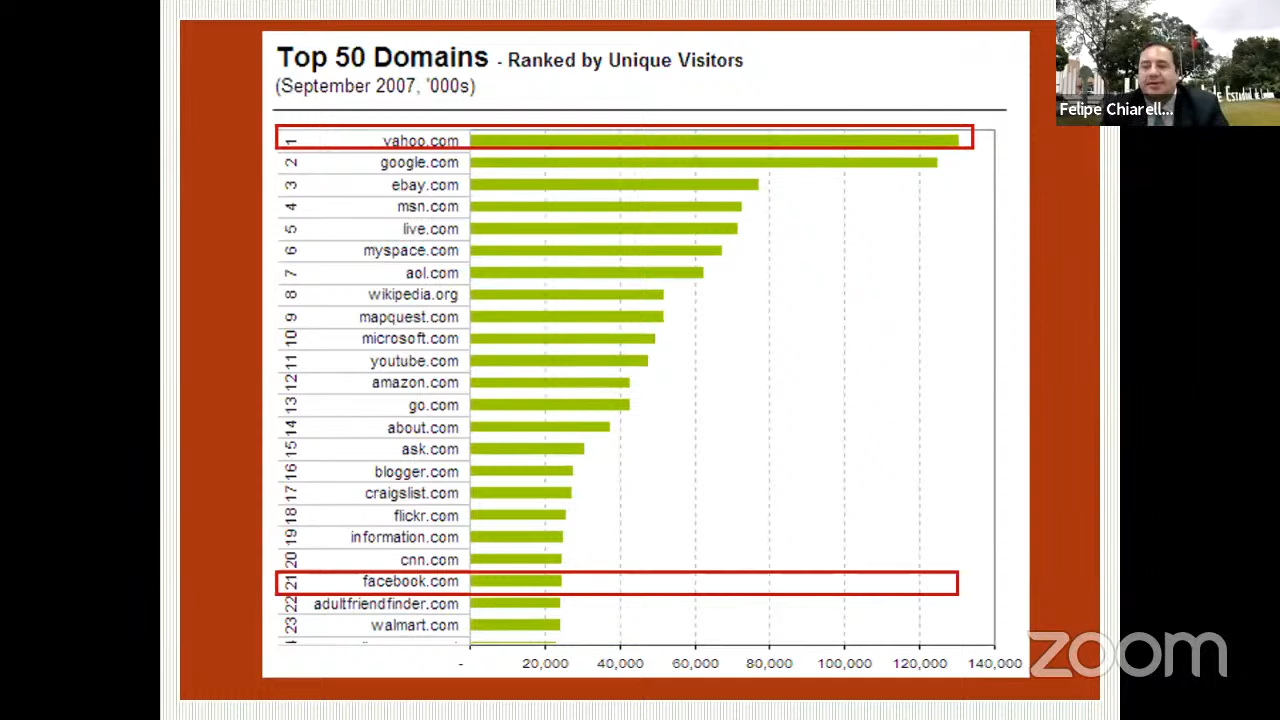 Top 50 Domains - Ranked by Unique Visitors
(September 2007, '000s)
1 yahoo.com
2 google.com
3 ebay.com
4 msn.com
5 live.com
6 myspace.com
7 aol.com
8 wikipedia.org
9 mapquest.com
10 microsoft.com
11 youtube.com
12 amazon.com
13 go.com
14 about.com
15 ask.com
16 blogger.com
17 craigslist.com
18 flickr.com
19 information.com
20 cnn.com
21 facebook.com
22 adultfriendfinder.com
23 walmart.com
- 20,000 40,000 60,000 80,000 100,000 120,000 140,000
Felipe Chiarell...
zoom